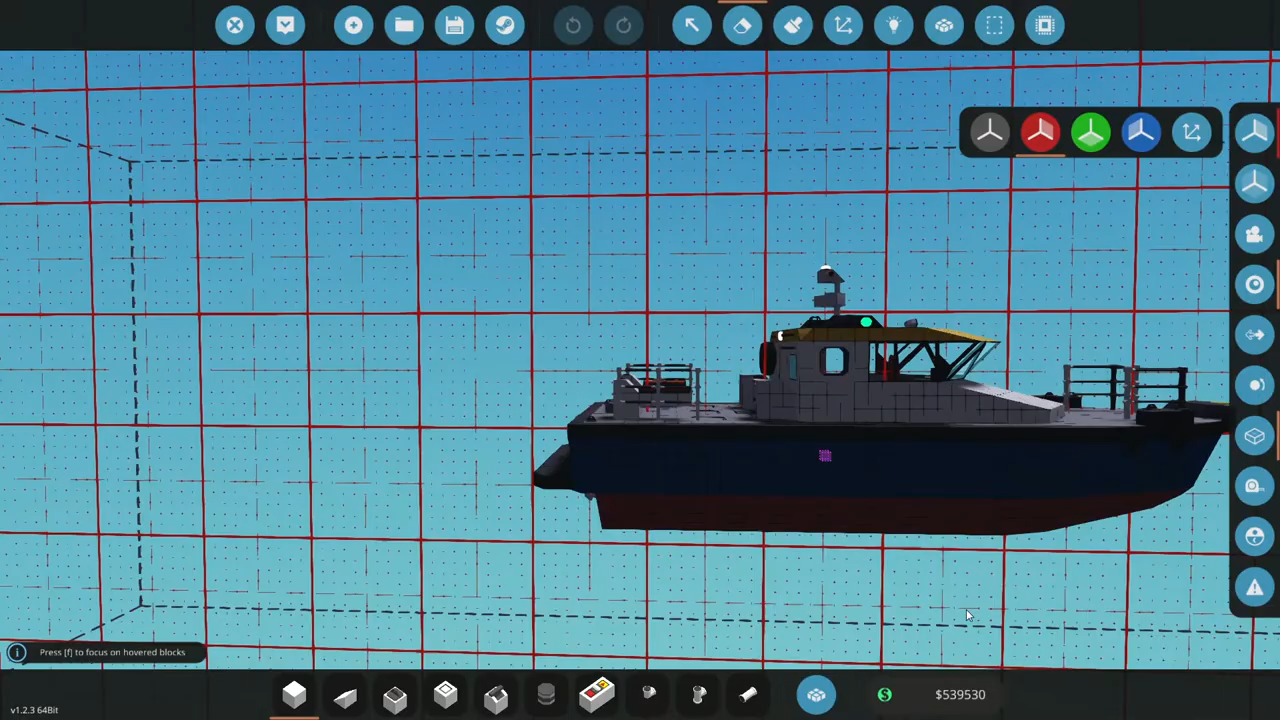 Press [f] to focus on hovered blocks
$
$539530
v1.2.3 64Bit